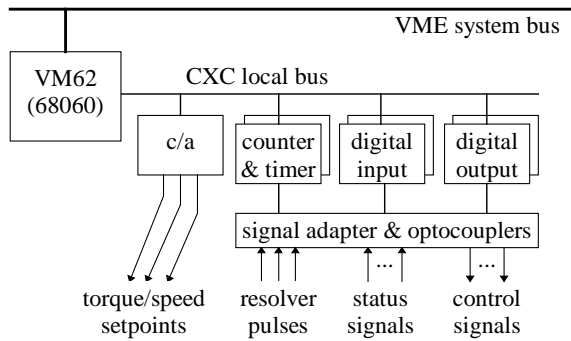 VME system bus
VM62
(68060)
CXC local bus
c/a
counter
& timer
digital
input
digital
output
signal adapter & optocouplers
...
...
torque/speed
setpoints
resolver
pulses
status
signals
control
signals